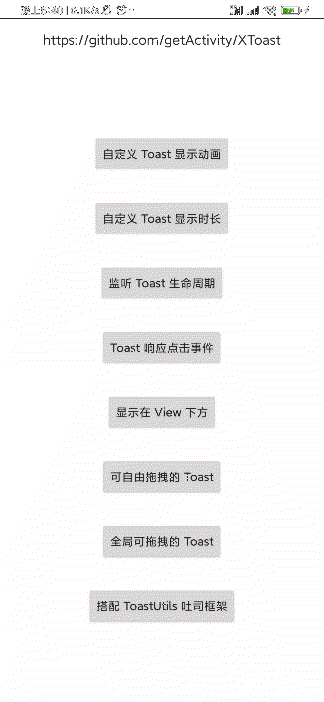 https://github.com/getActivity/XToast
自定义 Toast 显示动画
自定义 Toast 显示时长
监听 Toast 生命周期
Toast 响应点击事件
显示在 View 下方
可自由拖拽的 Toast
全局可拖拽的 Toast
搭配 ToastUtils 吐司框架